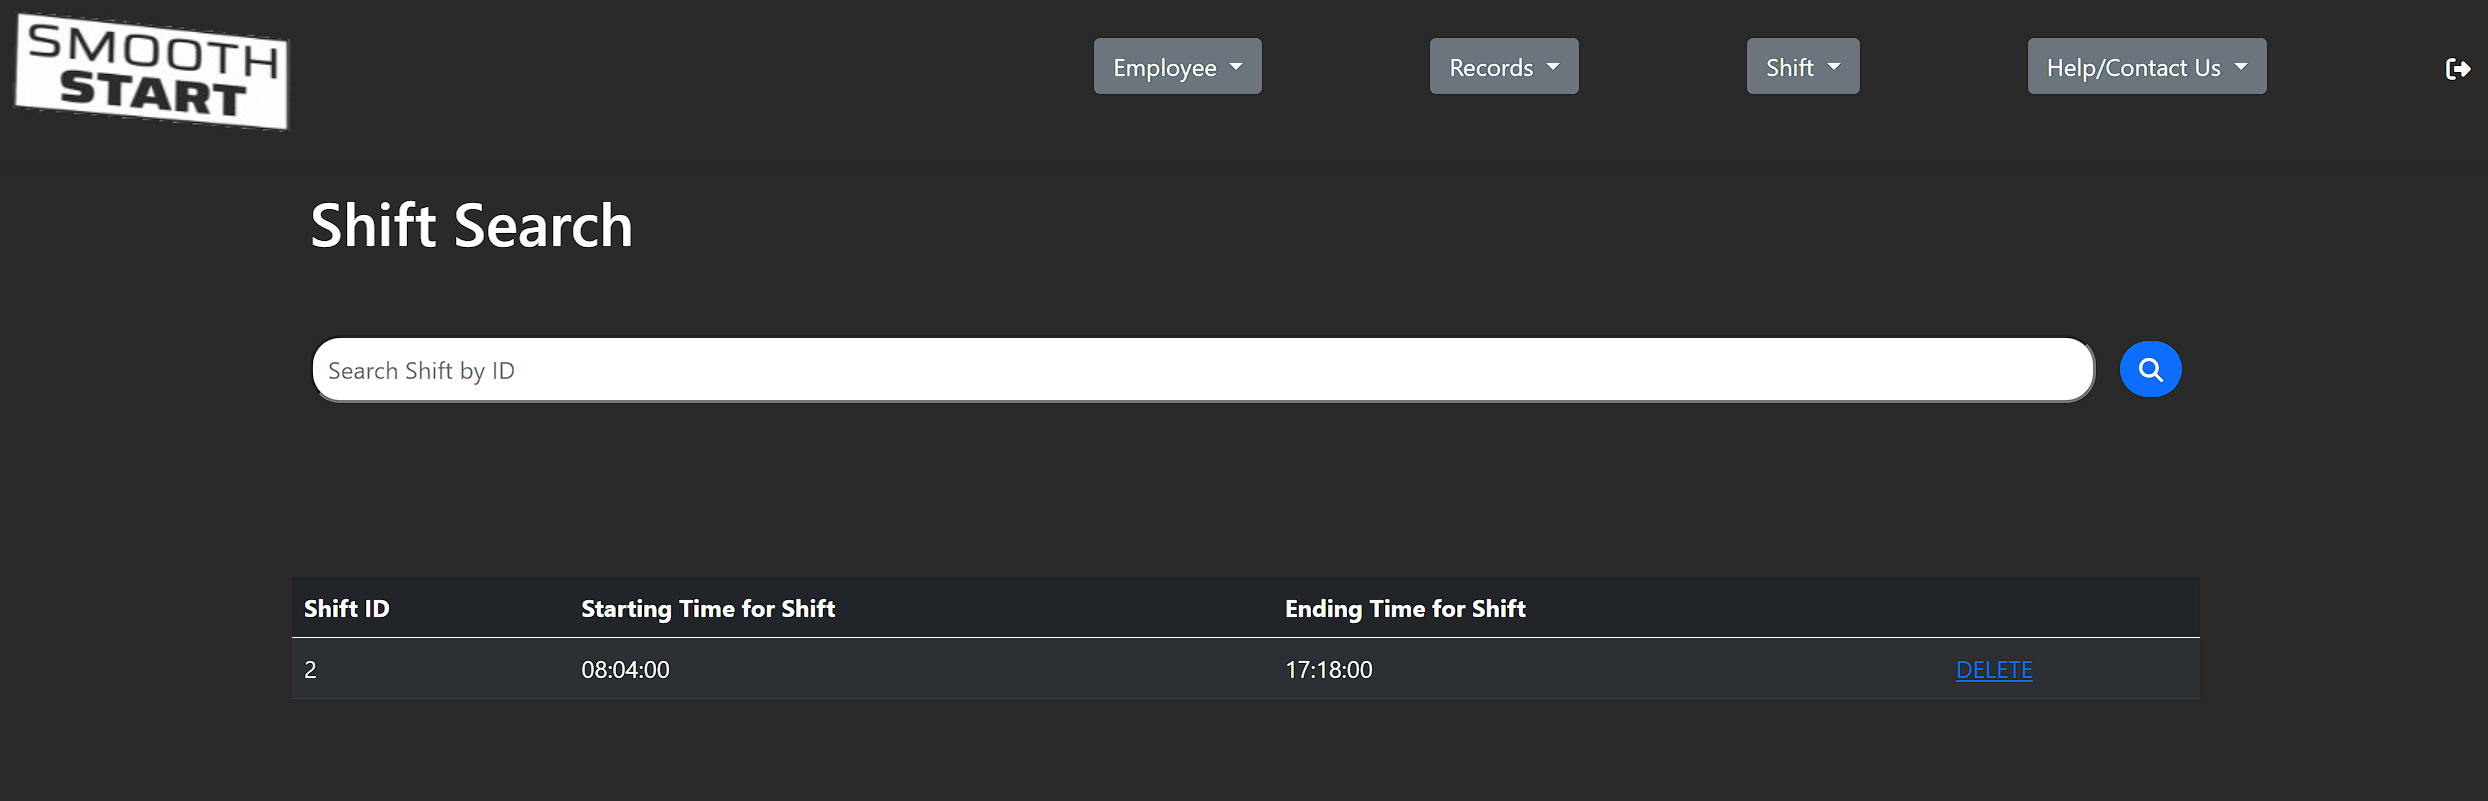 SMOOTH
START
Employee Records Shift Help/Contact Us
Shift Search
Search Shift by ID
Shift ID Starting Time for Shift Ending Time for Shift
2 08:04:00 17:18:00 DELETE